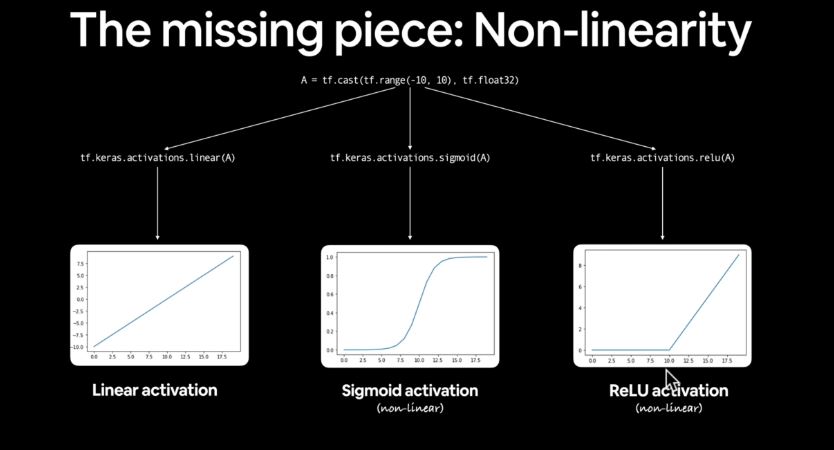 The missing piece: Non-linearity
A = tf.cast(tf.range(-10, 10), tf.float32)
tf.keras.activations.linear(A)
tf.keras.activations.sigmoid(A)
tf.keras.activations.relu(A)
7.5
5.0
2.5
0.0
−2.5
−5.0
−7.5
−10.0
0.0 2.5 5.0 7.5 10.0 12.5 15.0 17.5
1.0
0.8
0.6
0.4
0.2
0.0
0.0 2.5 5.0 7.5 10.0 12.5 15.0 17.5
8
6
4
2
0
0.0 2.5 5.0 7.5 10.0 12.5 15.0 17.5
Linear activation
Sigmoid activation
(non-linear)
ReLU activation
(non-linear)